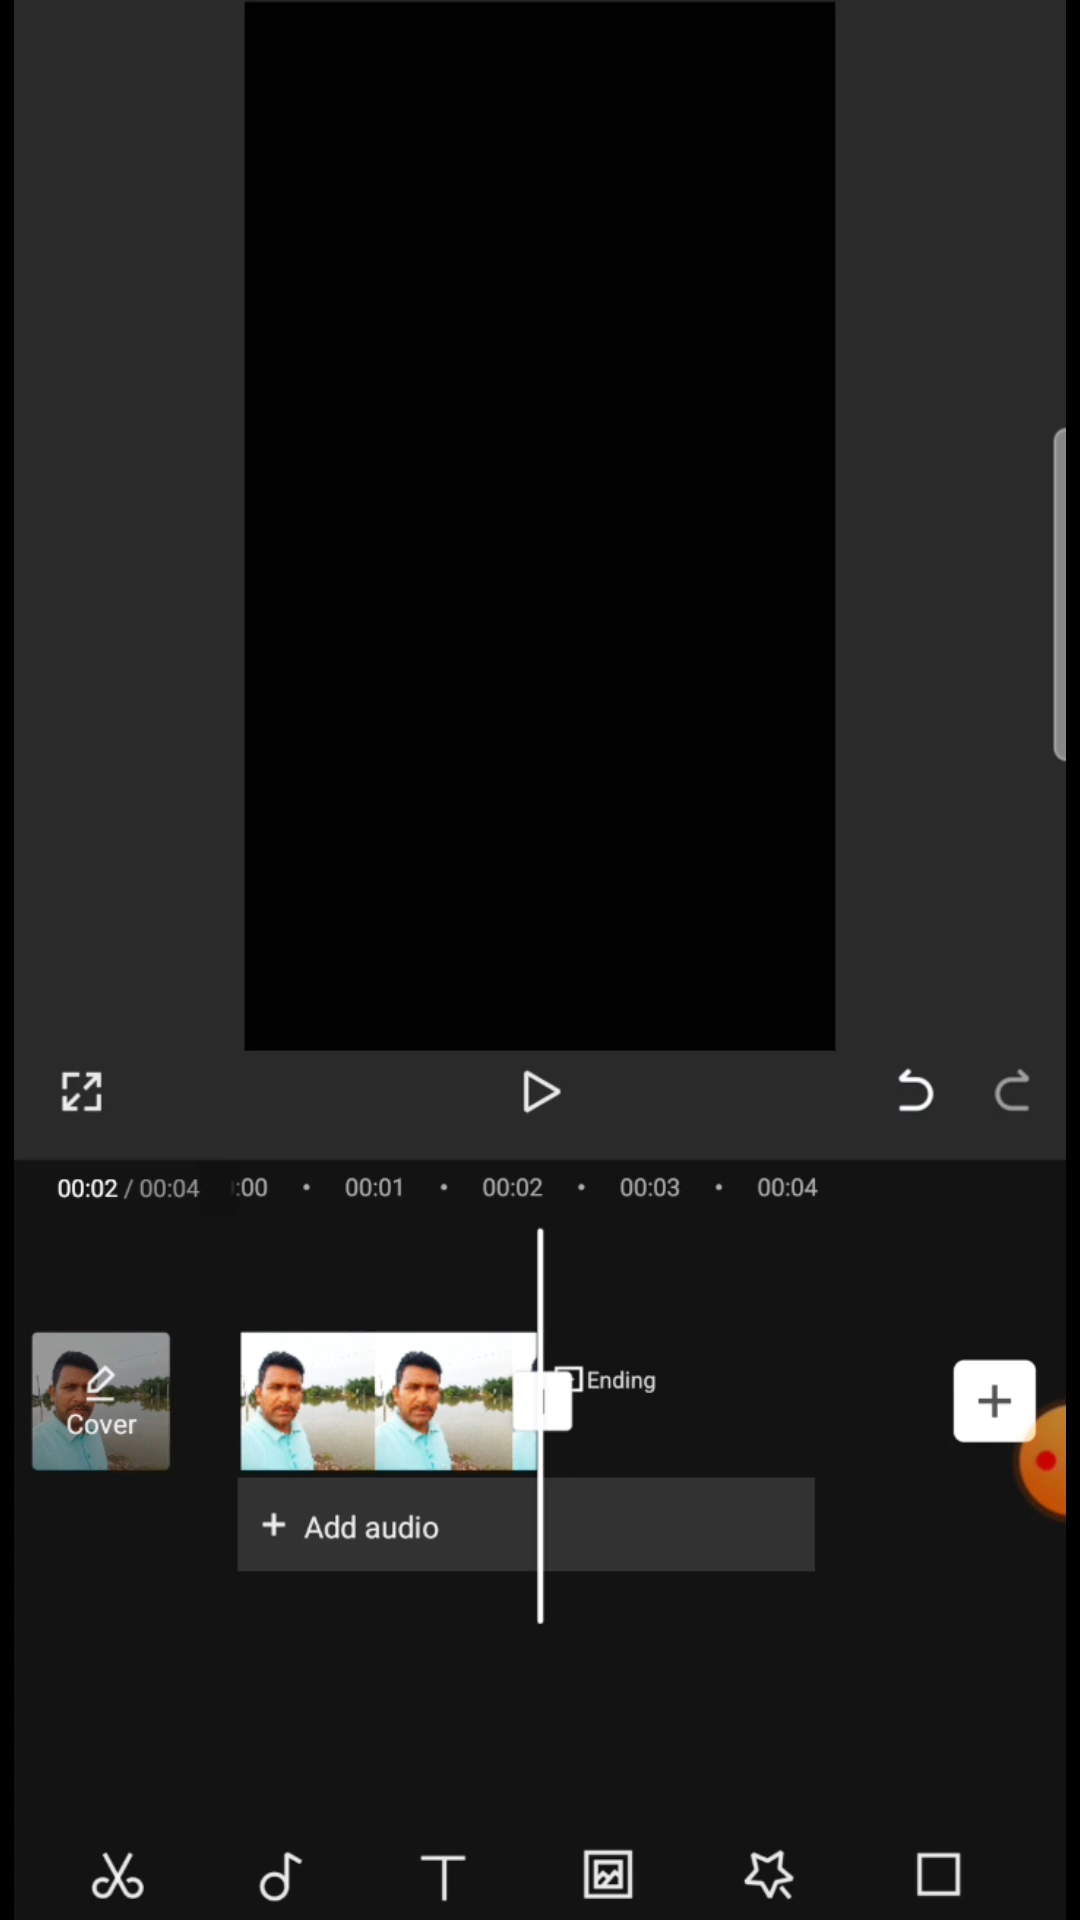 00:02 / 00:04 :00 • 00:01 • 00:02 • 00:03 • 00:04
Ending
Cover
+ Add audio